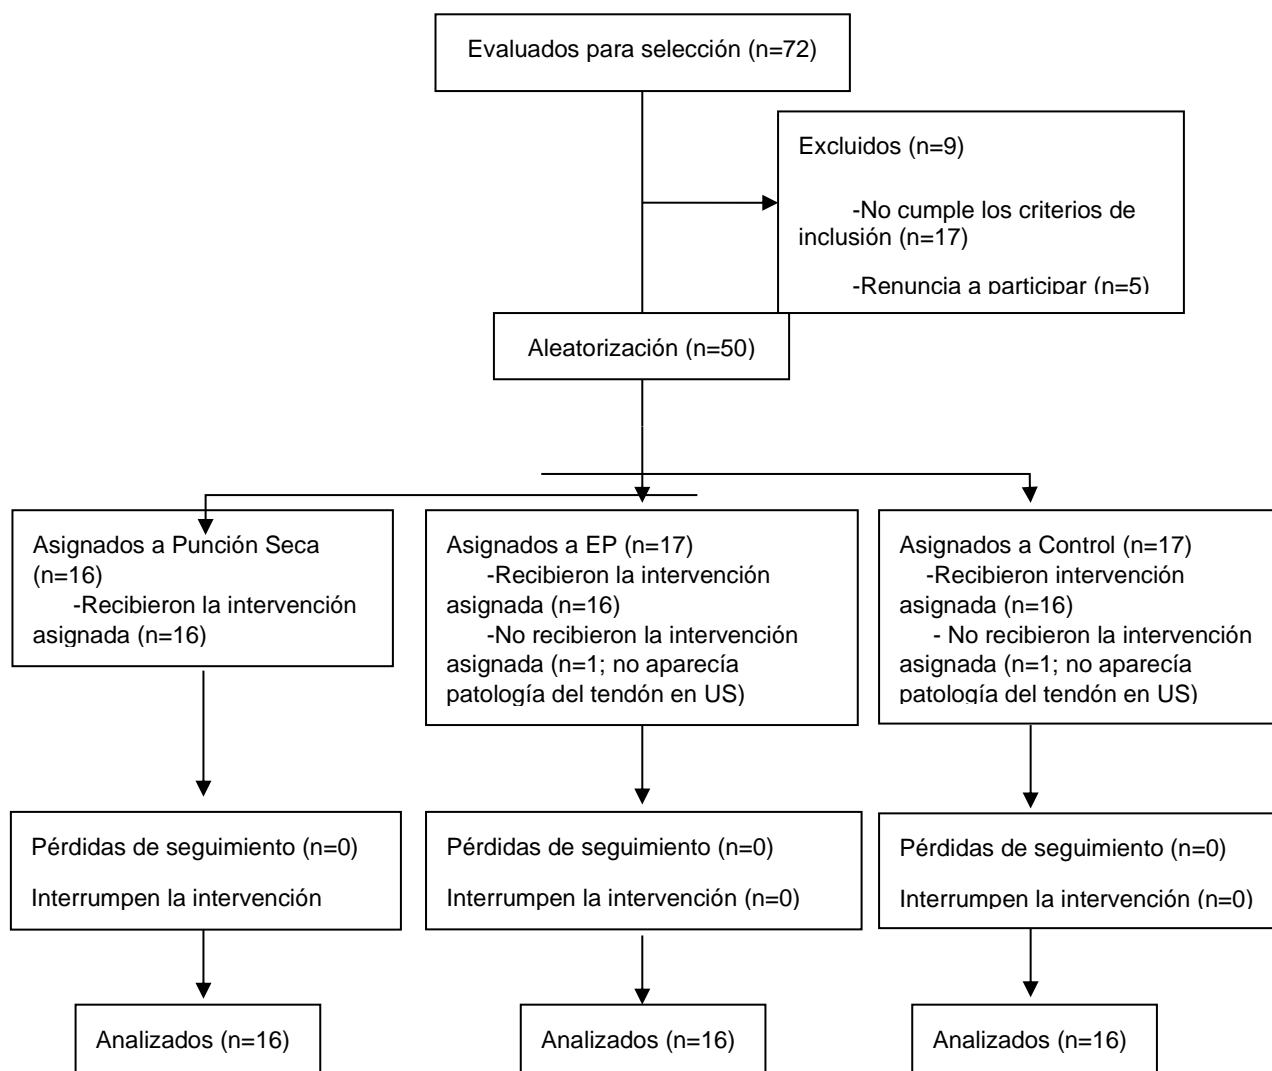 Evaluados para selección (n=72)
Excluidos (n=9)
-No cumple los criterios de
inclusión (n=17)
-Renuncia a participar (n=5)
Aleatorización (n=50)
Asignados a Punción Seca
(n=16)
-Recibieron la intervención
asignada (n=16)
Asignados a EP (n=17)
-Recibieron la intervención
asignada (n=16)
-No recibieron la intervención
asignada (n=1; no aparecía
patología del tendón en US)
Asignados a Control (n=17)
-Recibieron intervención
asignada (n=16)
- No recibieron la intervención
asignada (n=1; no aparecía
patología del tendón en US)
Pérdidas de seguimiento (n=0)
Interrumpen la intervención
Pérdidas de seguimiento (n=0)
Interrumpen la intervención (n=0)
Pérdidas de seguimiento (n=0)
Interrumpen la intervención (n=0)
Analizados (n=16)
Analizados (n=16)
Analizados (n=16)